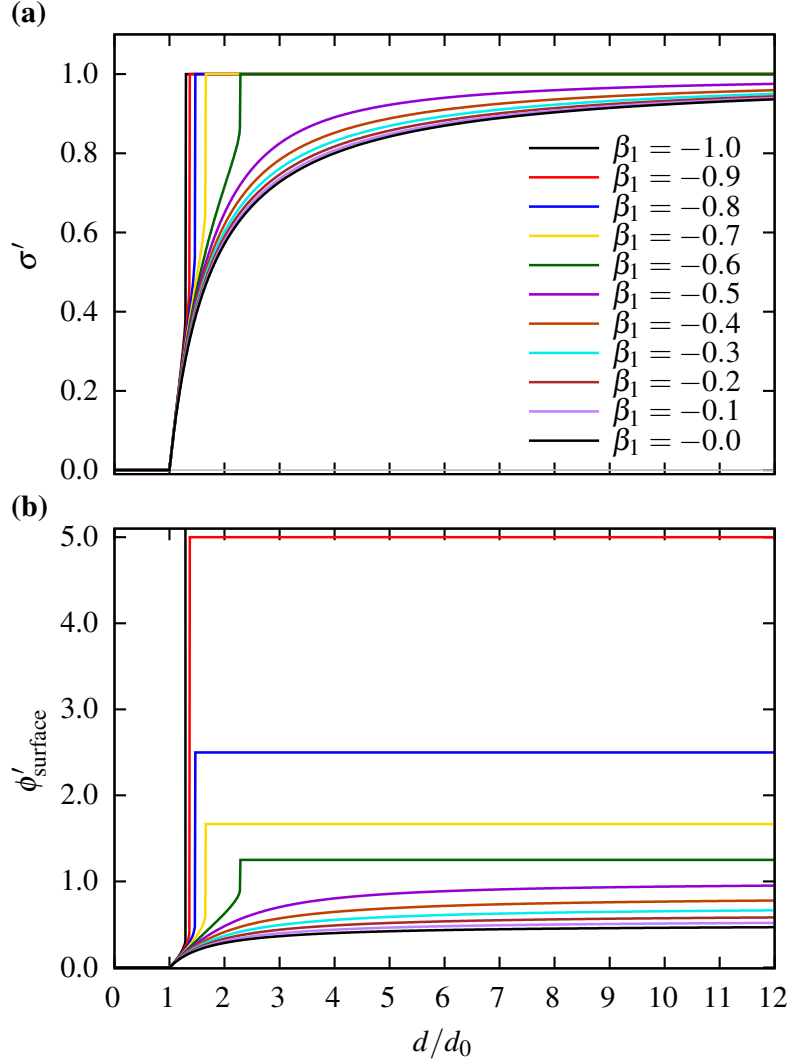 (a)
1.0
0.8
0.6
0.4
0.2
0.0
σ′
β₁ = −1.0
β₁ = −0.9
β₁ = −0.8
β₁ = −0.7
β₁ = −0.6
β₁ = −0.5
β₁ = −0.4
β₁ = −0.3
β₁ = −0.2
β₁ = −0.1
β₁ = −0.0
(b)
5.0
4.0
3.0
2.0
1.0
0.0
ϕ′surface
0 1 2 3 4 5 6 7 8 9 10 11 12
d/d₀